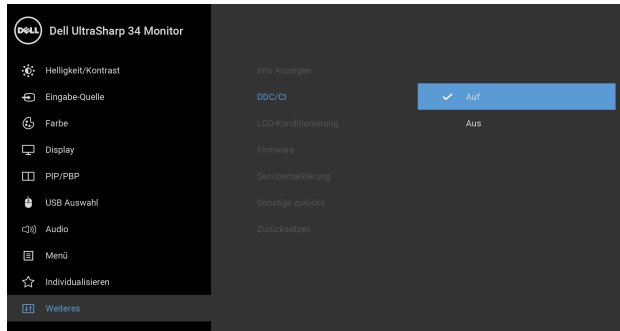 DELL
Dell UltraSharp 34 Monitor
Helligkeit/Kontrast
Eingabe-Quelle
Farbe
Display
PIP/PBP
USB Auswahl
Audio
Menü
Individualisieren
Weiteres
Info Anzeigen
DDC/CI
LCD-Konditionierung
Firmware
Servicemarkierung
Sonstige zurücks.
Zurücksetzen
Auf
Aus